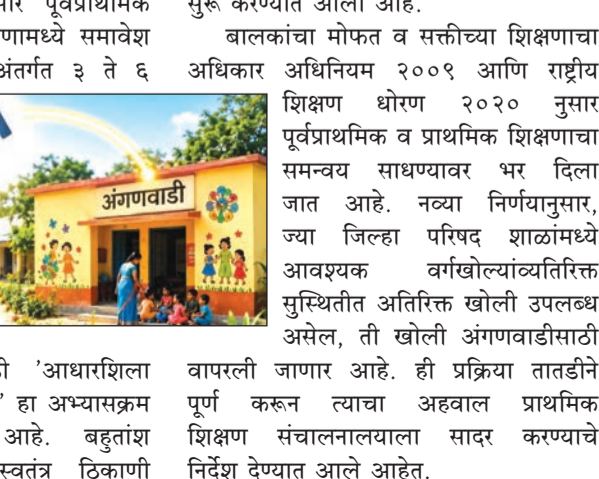 सार पूर्वप्राथमिक
णामध्ये समावेश
अंतर्गत ३ ते ६
अंगणवाडी
ी 'आधारशिला
' हा अभ्यासक्रम
आहे. बहुतांश
स्वतंत्र ठिकाणी
सुरू करण्यात आली आहे.
बालकांचा मोफत व सक्तीच्या शिक्षणाचा
अधिकार अधिनियम २००९ आणि राष्ट्रीय
शिक्षण धोरण २०२० नुसार
पूर्वप्राथमिक व प्राथमिक शिक्षणाचा
समन्वय साधण्यावर भर दिला
जात आहे. नव्या निर्णयानुसार,
ज्या जिल्हा परिषद शाळांमध्ये
आवश्यक वर्गखोल्यांव्यतिरिक्त
सुस्थितीत अतिरिक्त खोली उपलब्ध
असेल, ती खोली अंगणवाडीसाठी
वापरली जाणार आहे. ही प्रक्रिया तातडीने
पूर्ण करून त्याचा अहवाल प्राथमिक
शिक्षण संचालनालयाला सादर करण्याचे
निर्देश देण्यात आले आहेत.